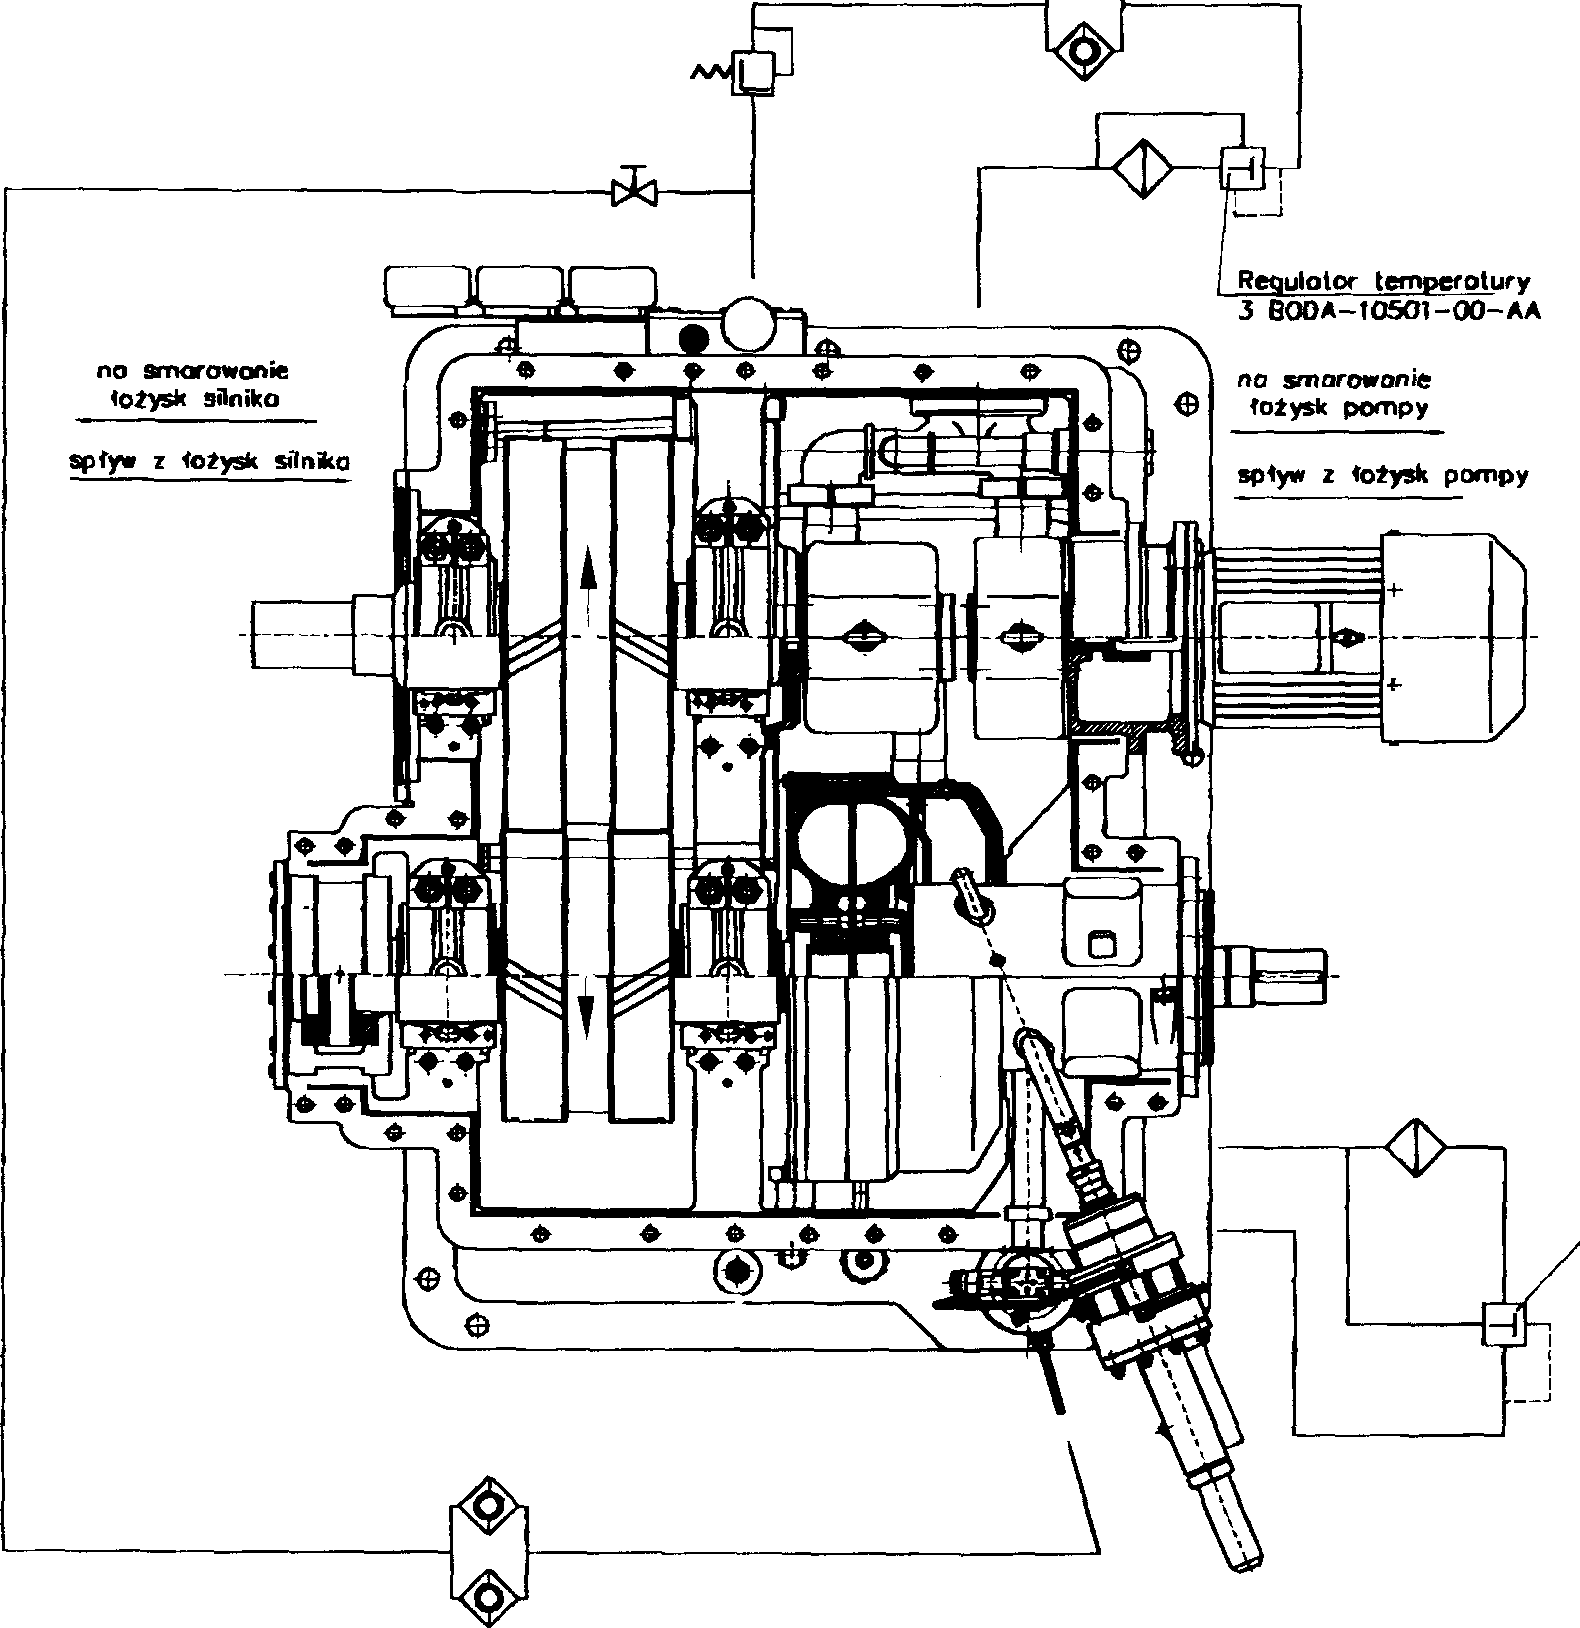 Regulator temperatury
3 BODA-10501-00-AA
na smarowanie
łożysk silnika
spływ z łożysk silnika
na smarowanie
łożysk pompy
spływ z łożysk pompy